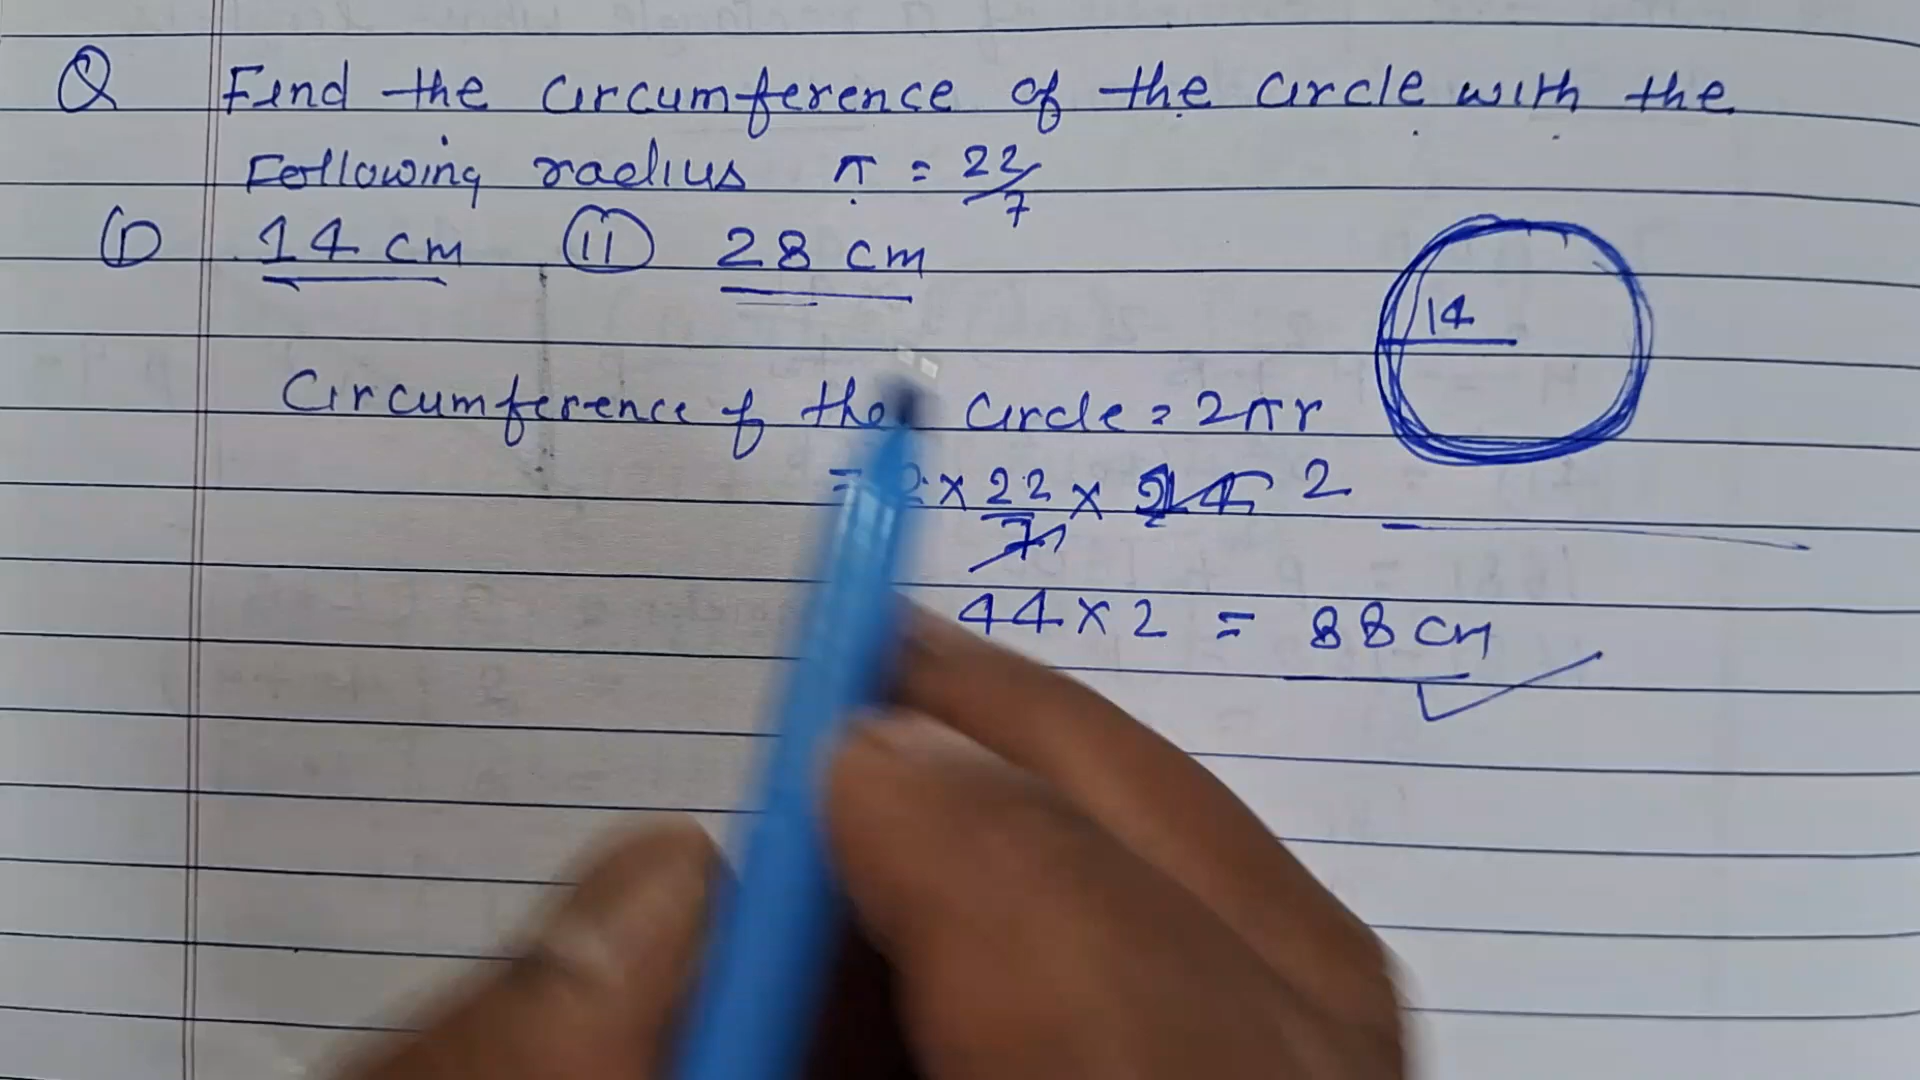 Q Find the circumference of the circle with the
Following radius π = 22/7
(i) 14 cm (ii) 28 cm
14
Circumference of the circle = 2πr
= 2 × 22/7 × 14 2
44 × 2 = 88 cm